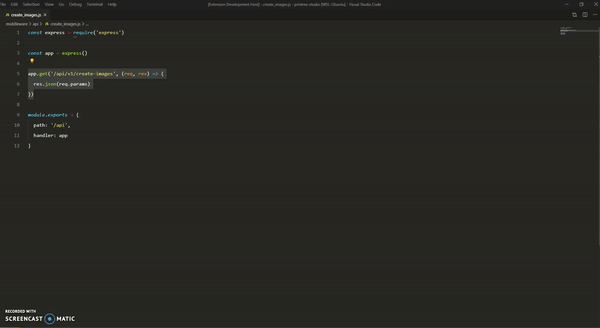 File Edit Selection View Go Debug Terminal Help [Extension Development Host] - create_images.js - positive-studio [WSL: Ubuntu] - Visual Studio Code
create_images.js ×
middleware > api > create_images.js > ...
1 const express = require('express')
2
3 const app = express()
4
5 app.get('/api/v1/create-images', (req, res) => {
6 res.json(req.params)
7 })
8
9 module.exports = {
10 path: '/api',
11 handler: app
12 }
RECORDED WITH
SCREENCAST MATIC